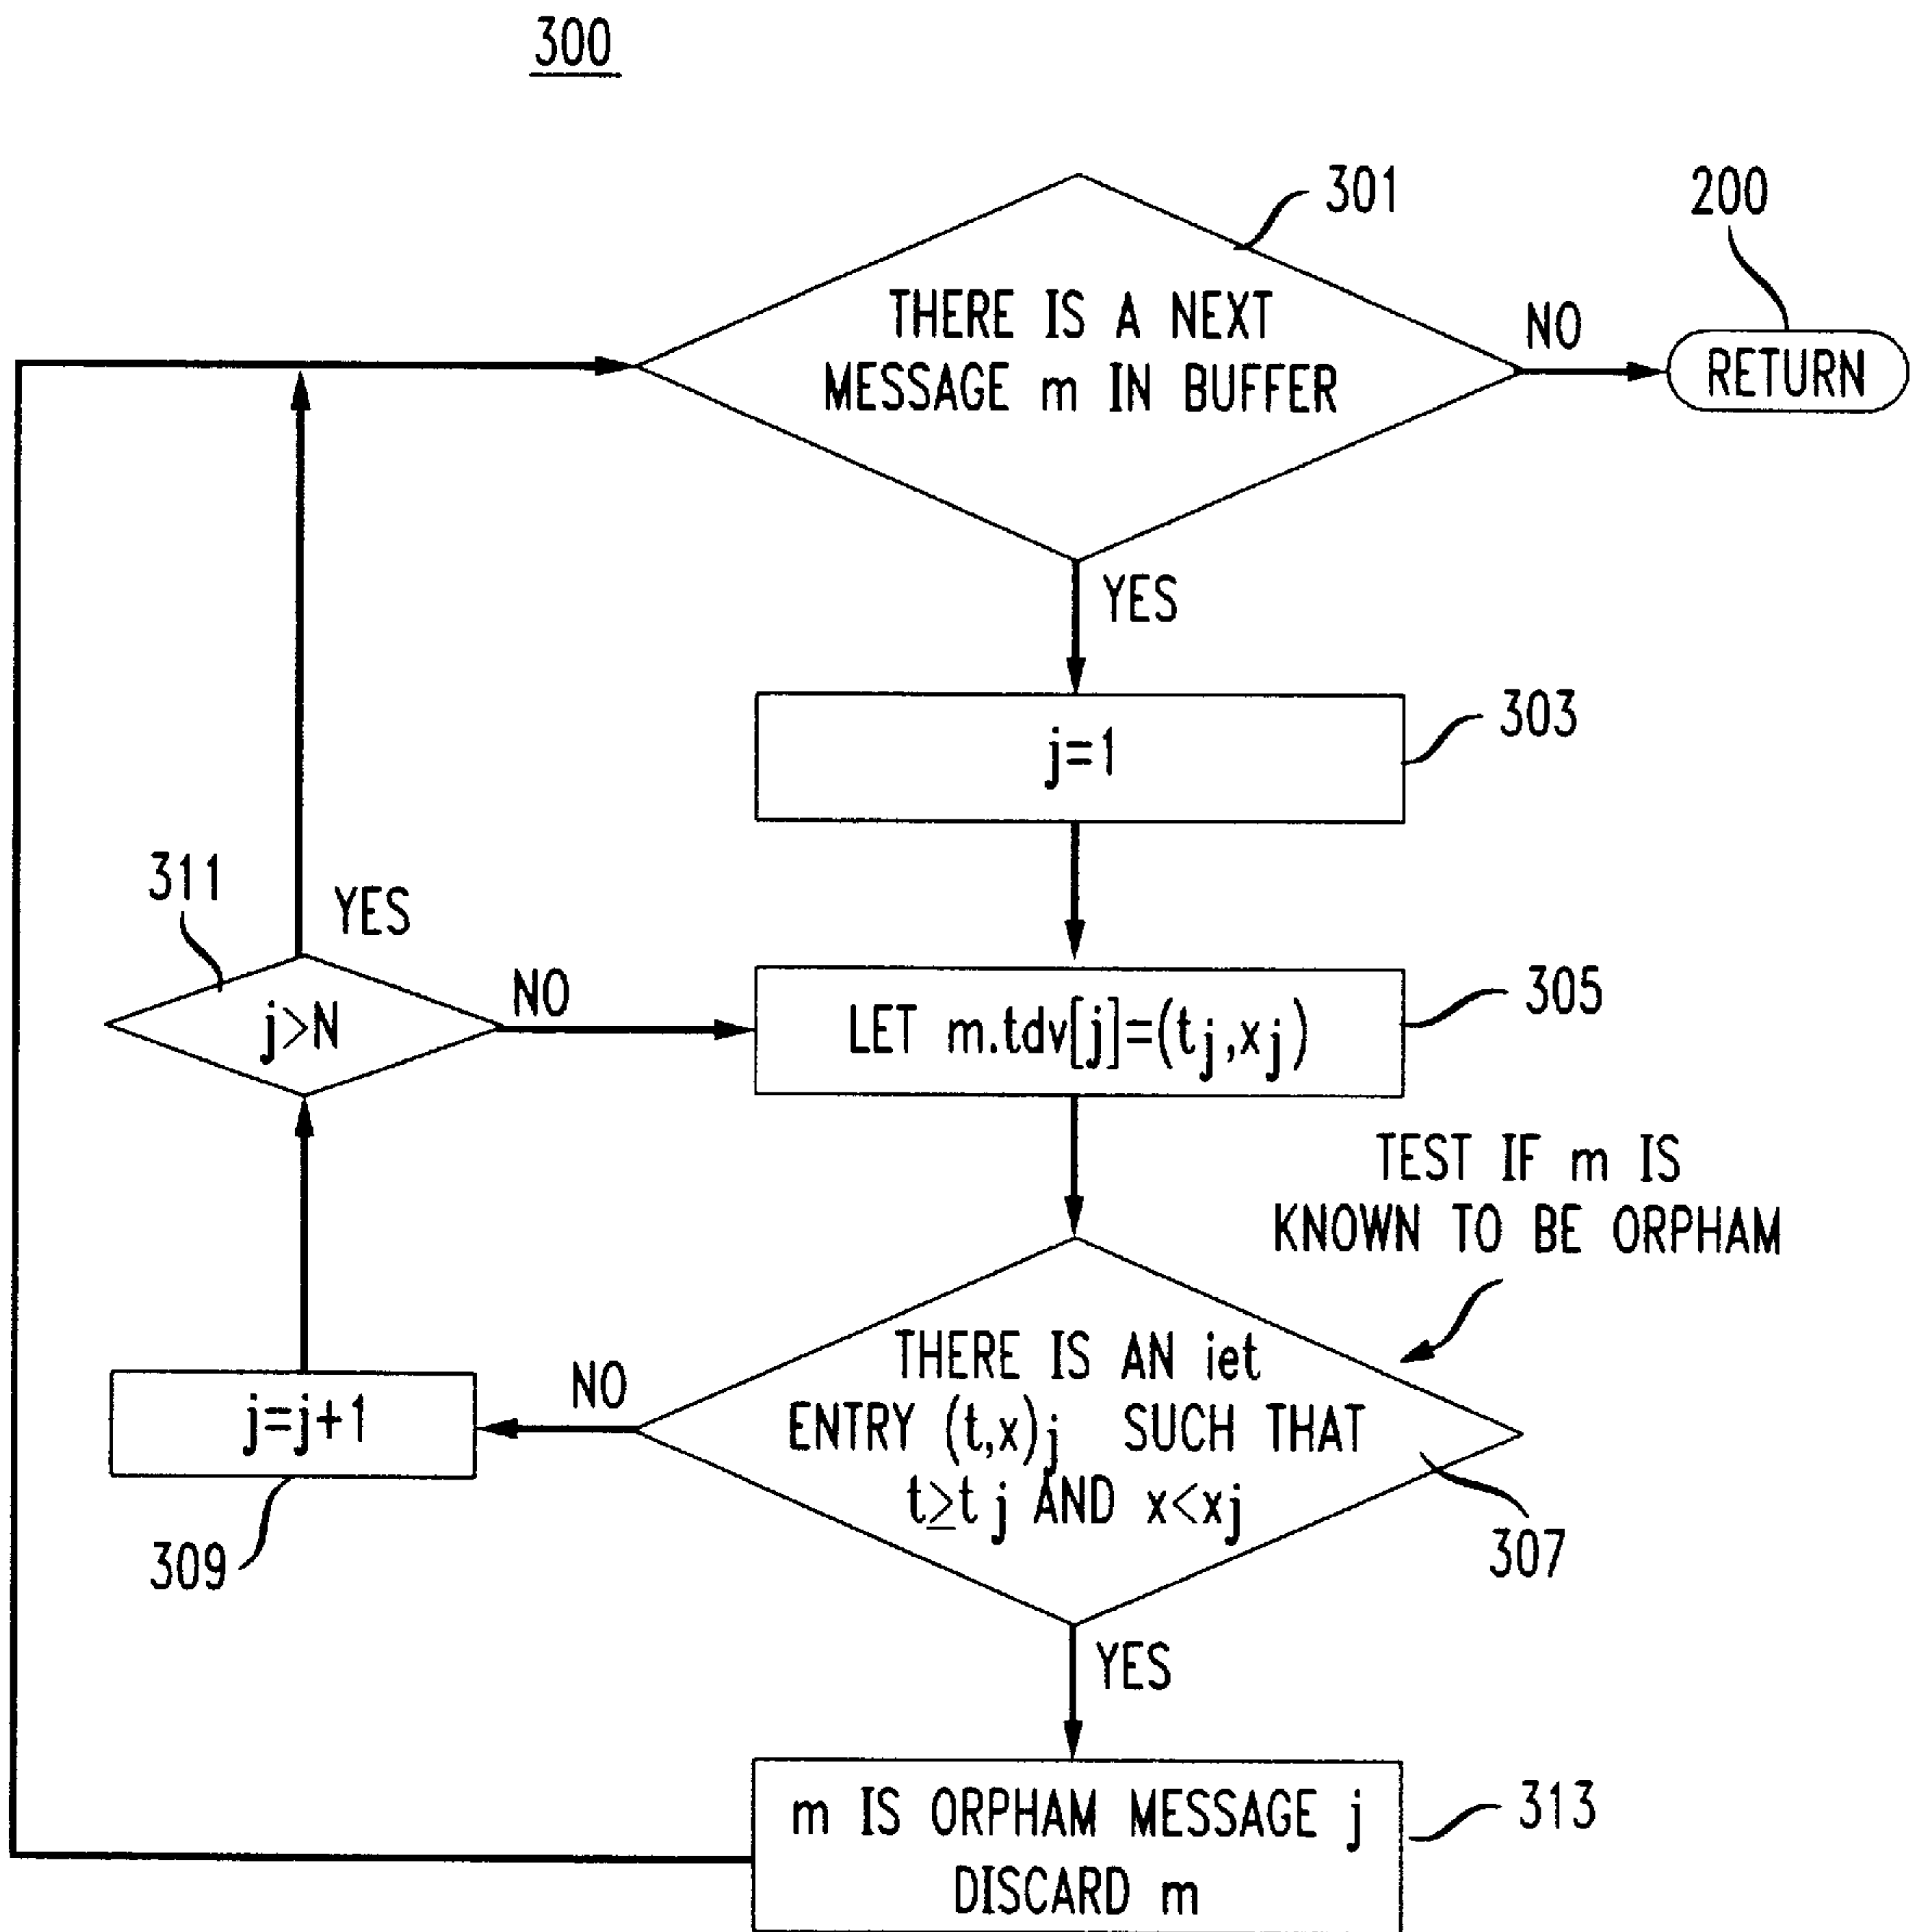 300
301
200
THERE IS A NEXT
MESSAGE m IN BUFFER
NO
RETURN
YES
303
j=1
311
YES
j>N
NO
305
LET m.tdv[j]=(tj,xj)
TEST IF m IS
KNOWN TO BE ORPHAM
THERE IS AN iet
ENTRY (t,x)j SUCH THAT
t≥tj AND x<xj
NO
j=j+1
309
307
YES
m IS ORPHAM MESSAGE j
DISCARD m
313